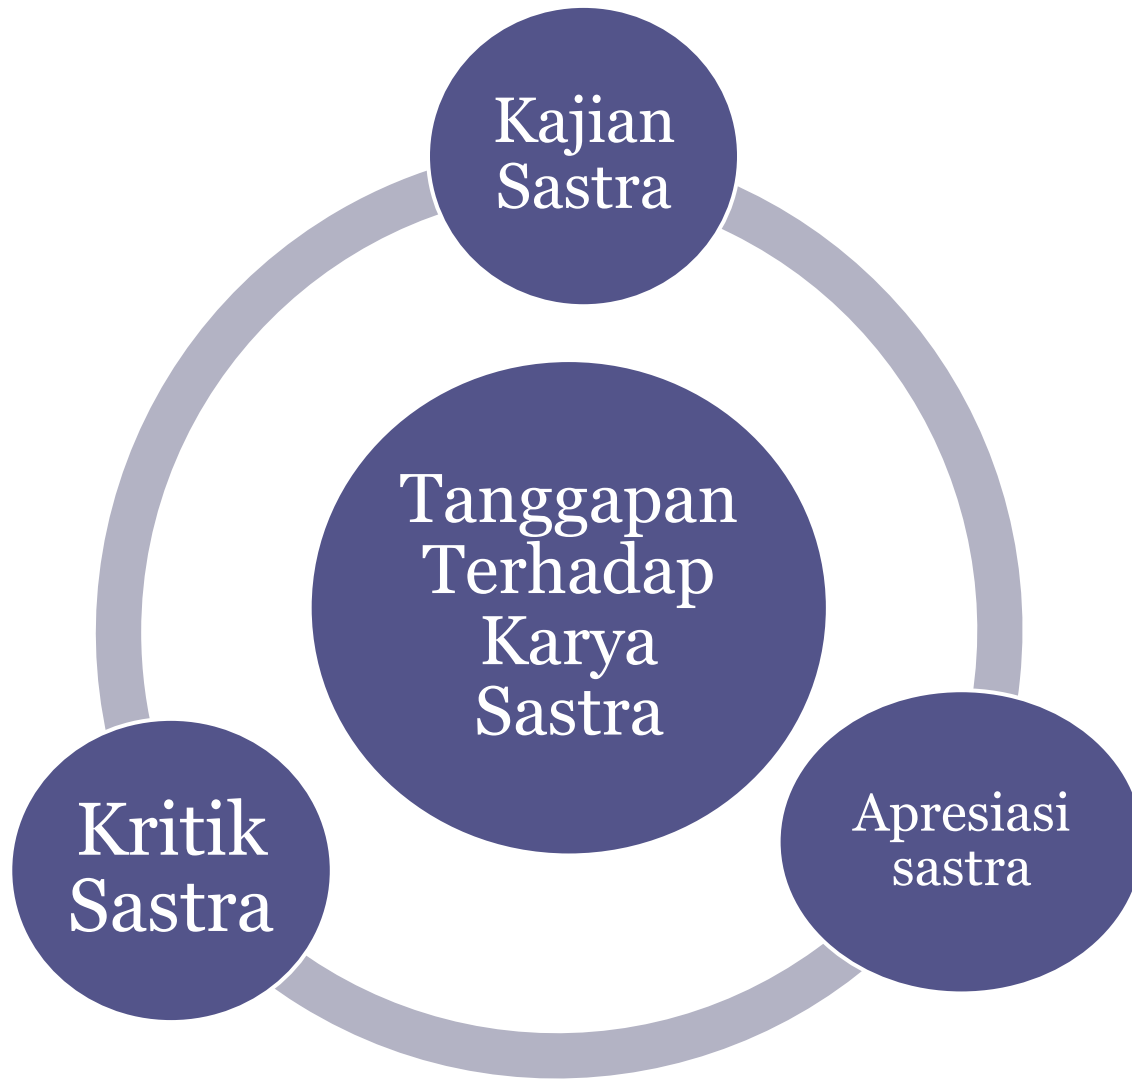 Kajian
Sastra
Tanggapan
Terhadap
Karya
Sastra
Kritik
Sastra
Apresiasi
sastra